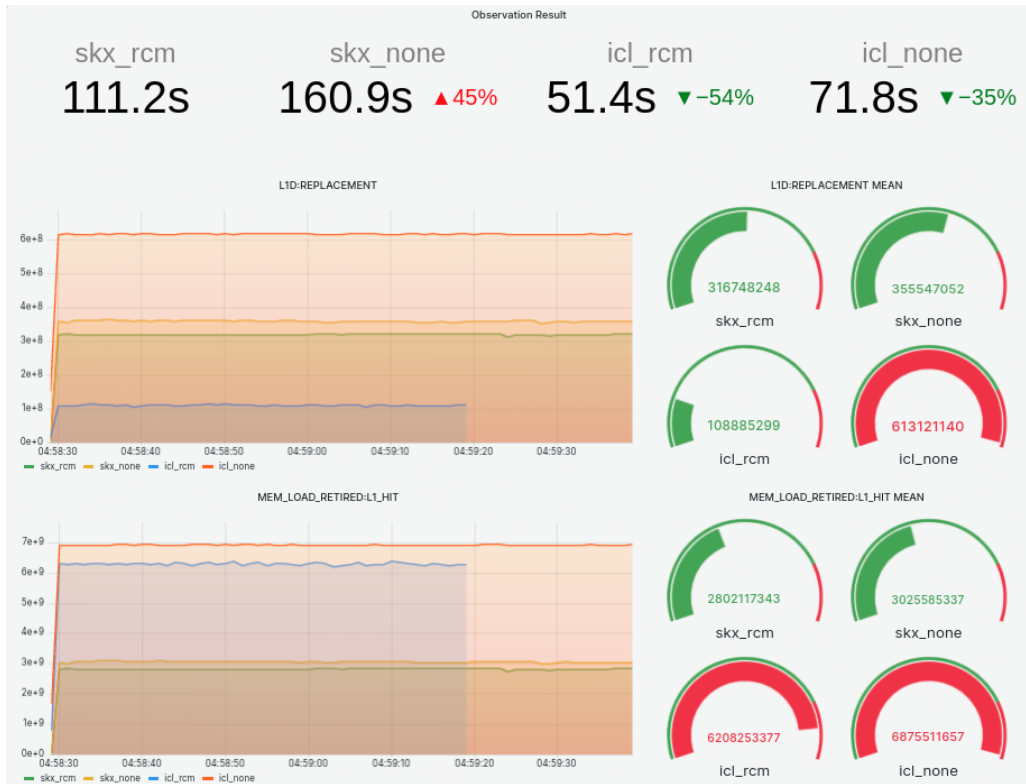 Observation Result
skx_rcm skx_none icl_rcm icl_none
111.2s 160.9s ▲45% 51.4s ▼−54% 71.8s ▼−35%
L1D:REPLACEMENT
6e+8
5e+8
4e+8
3e+8
2e+8
1e+8
0e+0
04:58:30 04:58:40 04:58:50 04:59:00 04:59:10 04:59:20 04:59:30
skx_rcm skx_none icl_rcm icl_none
L1D:REPLACEMENT MEAN
316748248 355547052
skx_rcm skx_none
108885299 613121140
icl_rcm icl_none
MEM_LOAD_RETIRED:L1_HIT
7e+9
6e+9
5e+9
4e+9
3e+9
2e+9
1e+9
0e+0
04:58:30 04:58:40 04:58:50 04:59:00 04:59:10 04:59:20 04:59:30
skx_rcm skx_none icl_rcm icl_none
MEM_LOAD_RETIRED:L1_HIT MEAN
2802117343 3025585337
skx_rcm skx_none
6208253377 6875511657
icl_rcm icl_none